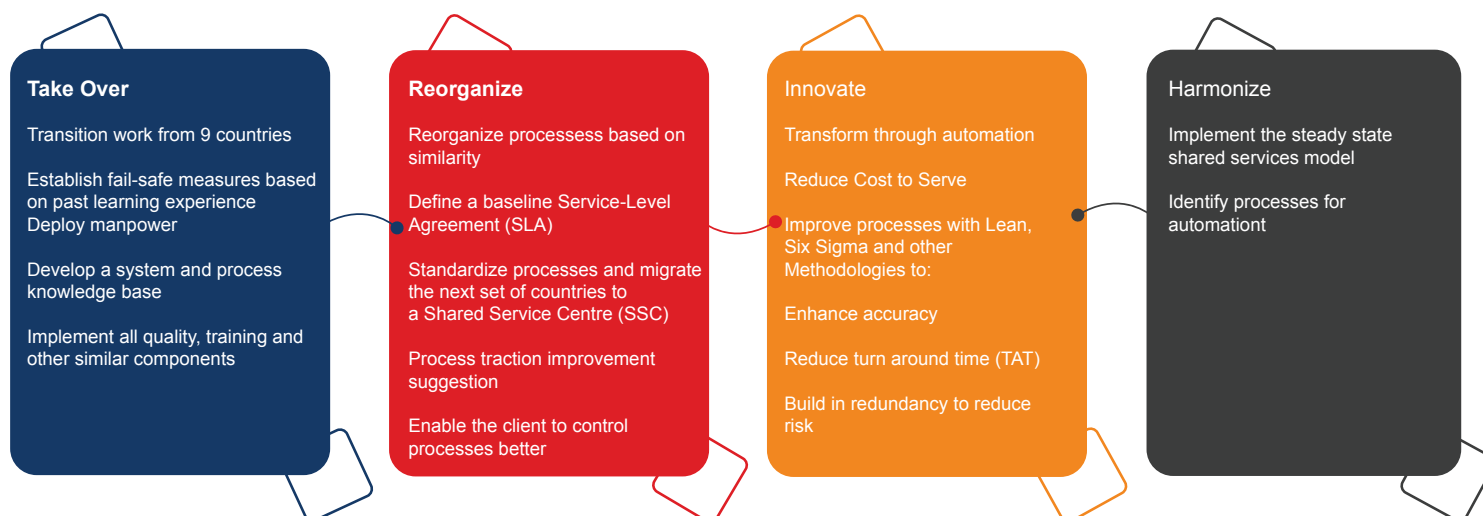 Take Over
Transition work from 9 countries
Establish fail-safe measures based
on past learning experience
Deploy manpower
Develop a system and process
knowledge base
Implement all quality, training and
other similar components
Reorganize
Reorganize processess based on
similarity
Define a baseline Service-Level
Agreement (SLA)
Standardize processes and migrate
the next set of countries to
a Shared Service Centre (SSC)
Process traction improvement
suggestion
Enable the client to control
processes better
Innovate
Transform through automation
Reduce Cost to Serve
Improve processes with Lean,
Six Sigma and other
Methodologies to:
Enhance accuracy
Reduce turn around time (TAT)
Build in redundancy to reduce
risk
Harmonize
Implement the steady state
shared services model
Identify processes for
automationt